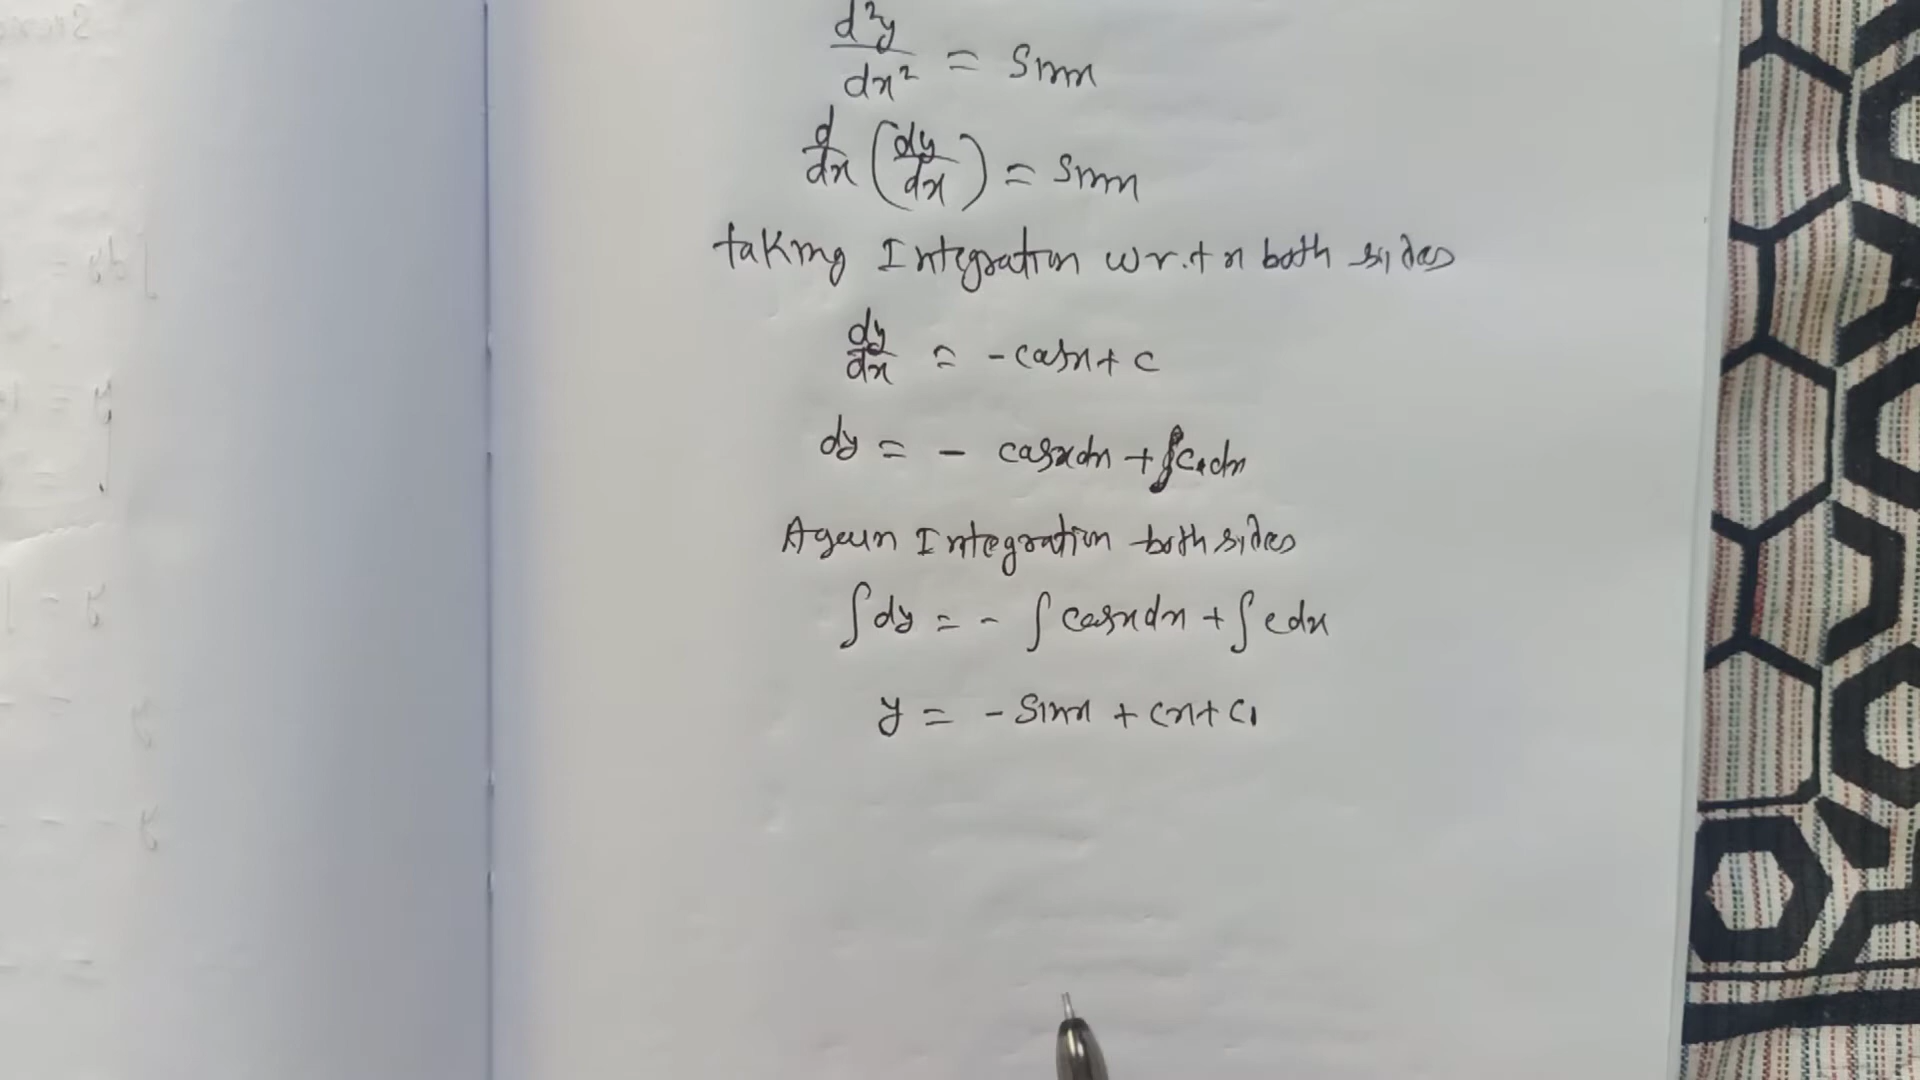 d²y/dx² = Sinx
d/dx (dy/dx) = Sinx
taking Integration w.r.t x both sides
dy/dx = - cosx + c
dy = - cosxdx + ∫c.dx
Again Integration both sides
∫dy = - ∫cosxdx + ∫cdx
y = - Sinx + cx + c₁